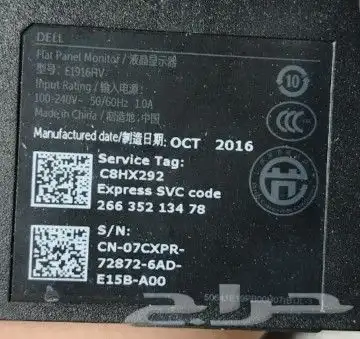 DELL
Flat Panel Monitor / 液晶显示器
型号: E1916HV
Input Rating / 输入电源:
100-240V~ 50/60Hz 1.0A
Made in China / 制造地: 中国
Manufactured date/制造日期: OCT 2016
10
Service Tag:
C8HX292
Express SVC code
266 352 134 78
S/N:
CN-07CXPR-
72872-6AD-
E15B-A00